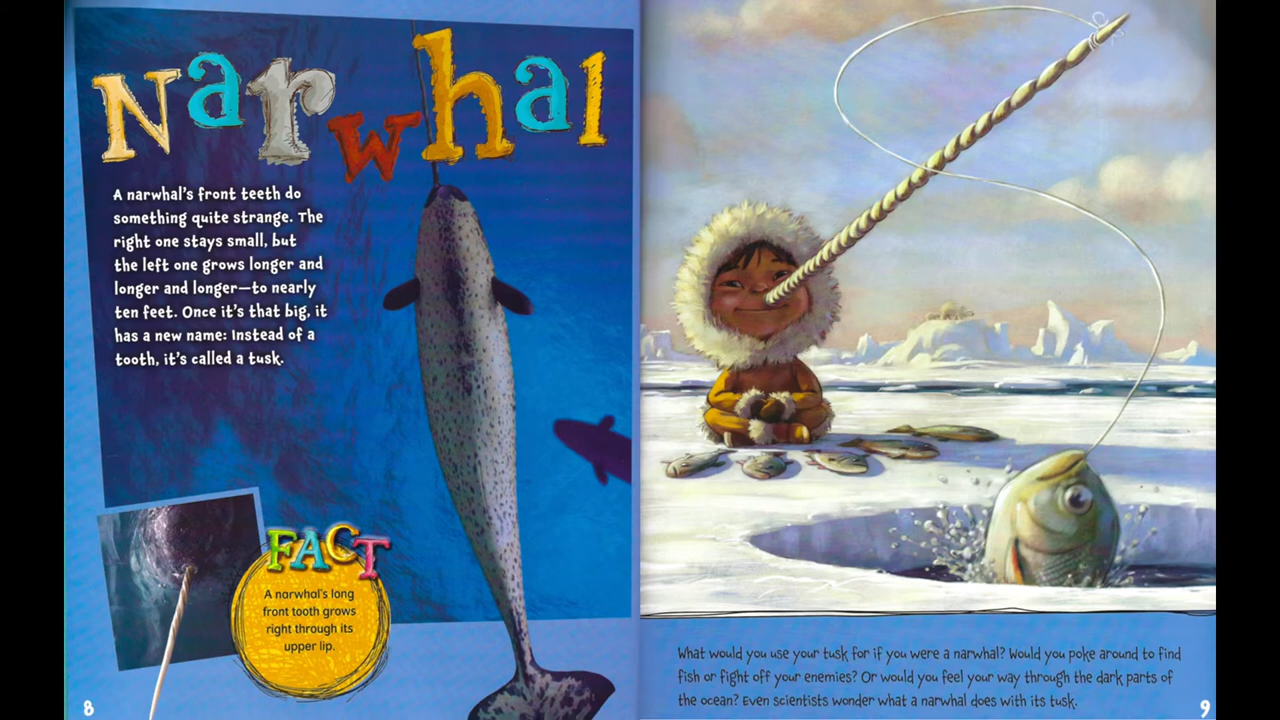 Narwhal
A narwhal's front teeth do
something quite strange. The
right one stays small, but
the left one grows longer and
longer and longer—to nearly
ten feet. Once it's that big, it
has a new name: Instead of a
tooth, it's called a tusk.
FACT
A narwhal's long
front tooth grows
right through its
upper lip.
8
What would you use your tusk for if you were a narwhal? Would you poke around to find
fish or fight off your enemies? Or would you feel your way through the dark parts of
the ocean? Even scientists wonder what a narwhal does with its tusk.
9